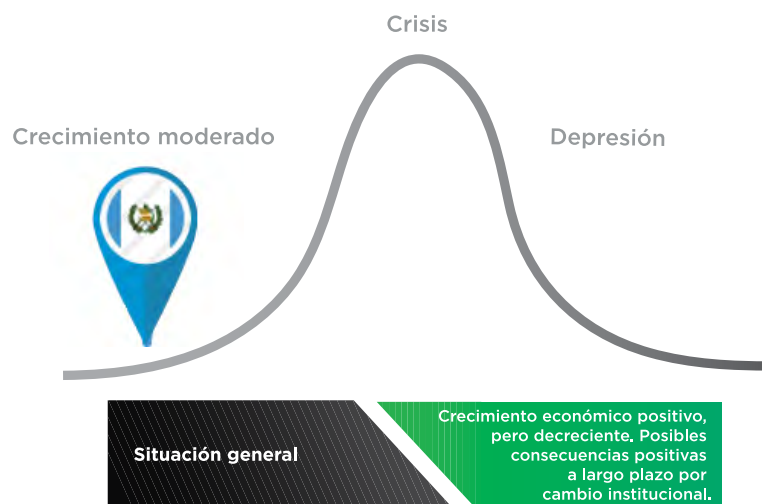 Crisis
Crecimiento moderado
Depresión
Situación general
Crecimiento económico positivo,
pero decreciente. Posibles
consecuencias positivas
a largo plazo por
cambio institucional.